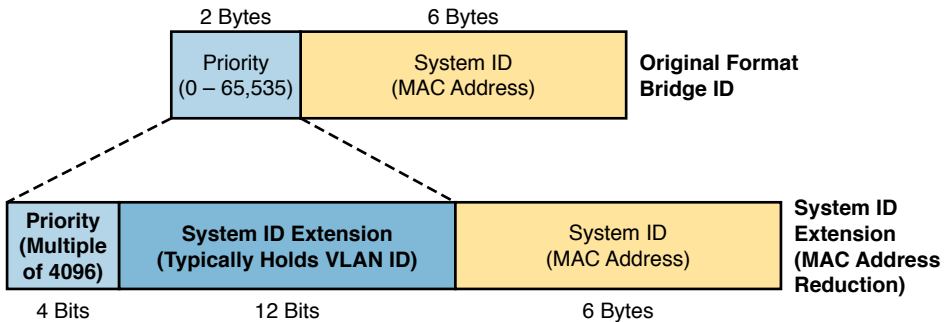 2 Bytes
6 Bytes
Priority
(0 – 65,535)
System ID
(MAC Address)
Original Format
Bridge ID
Priority
(Multiple
of 4096)
System ID Extension
(Typically Holds VLAN ID)
System ID
(MAC Address)
System ID
Extension
(MAC Address
Reduction)
4 Bits
12 Bits
6 Bytes